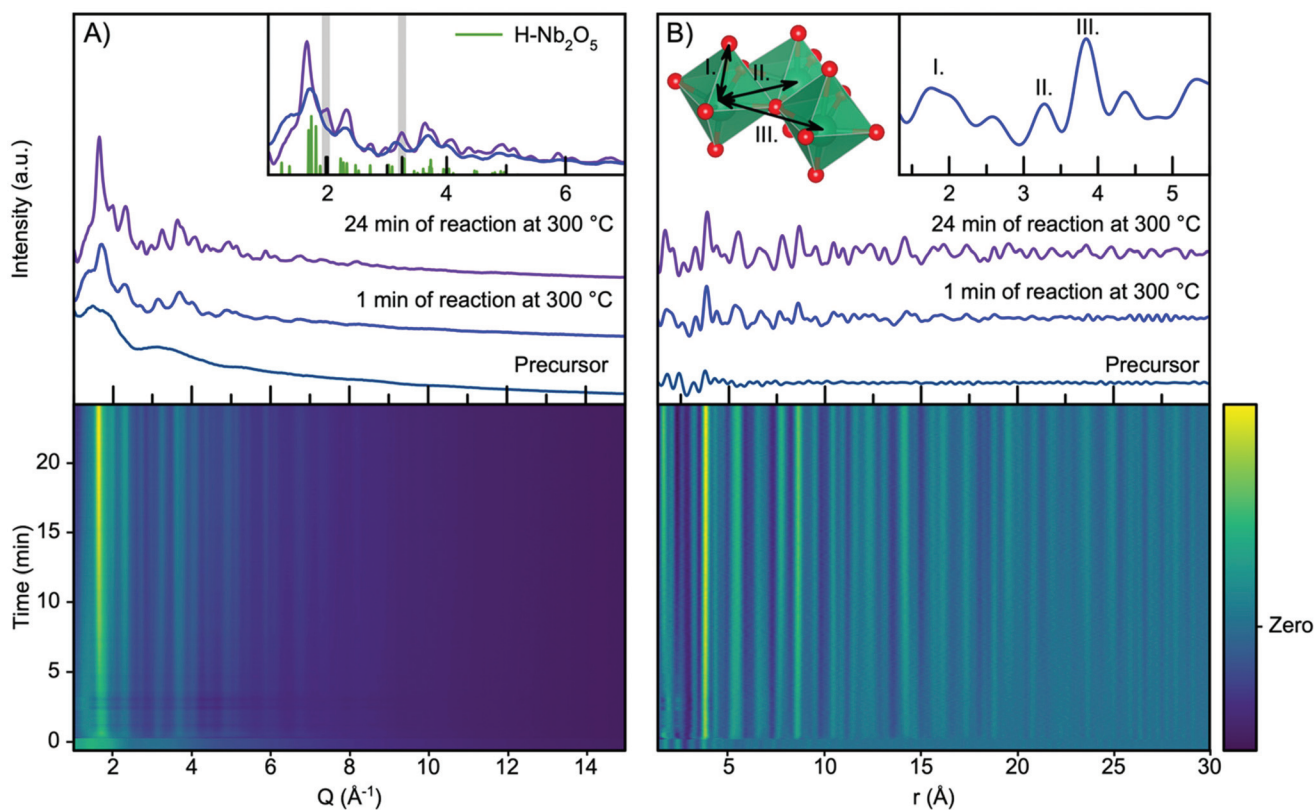 A)
H-Nb₂O₅
2 4 6
24 min of reaction at 300 °C
1 min of reaction at 300 °C
Precursor
Intensity (a.u.)
B)
I.
II.
III.
I.
II.
III.
2 3 4 5
24 min of reaction at 300 °C
1 min of reaction at 300 °C
Precursor
Time (min)
20
15
10
5
0
2 4 6 8 10 12 14
Q (Å⁻¹)
5 10 15 20 25 30
r (Å)
Zero